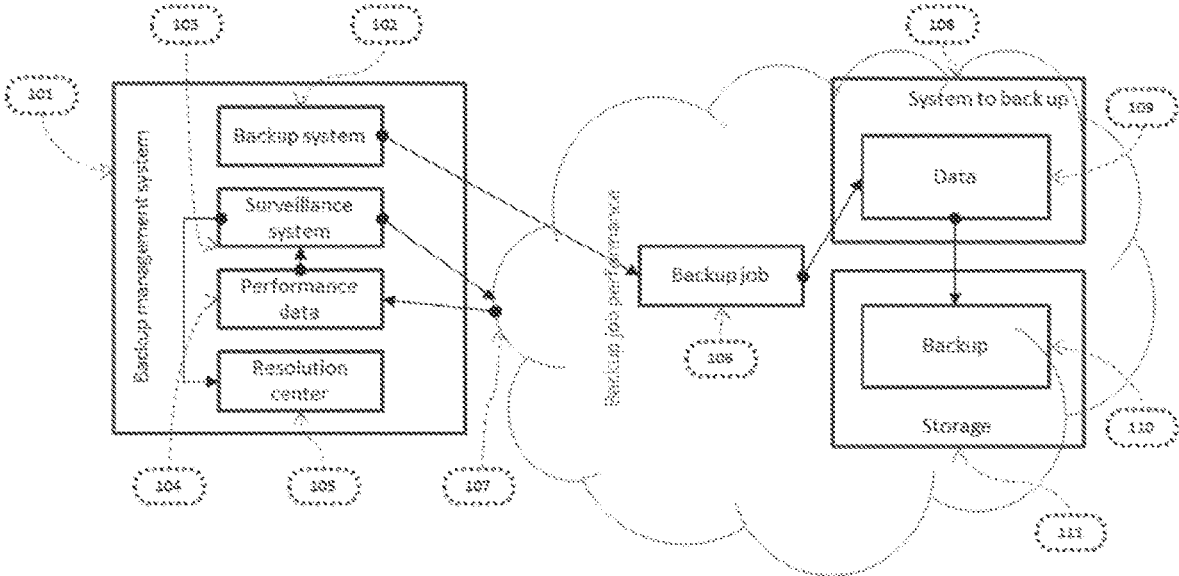 103
102
108
101
109
System to back up
Backup system
Data
Surveillance
system
Backup management system
Backup job performance
Backup job
Performance
data
106
Backup
Resolution
center
Storage
110
104
105
107
111